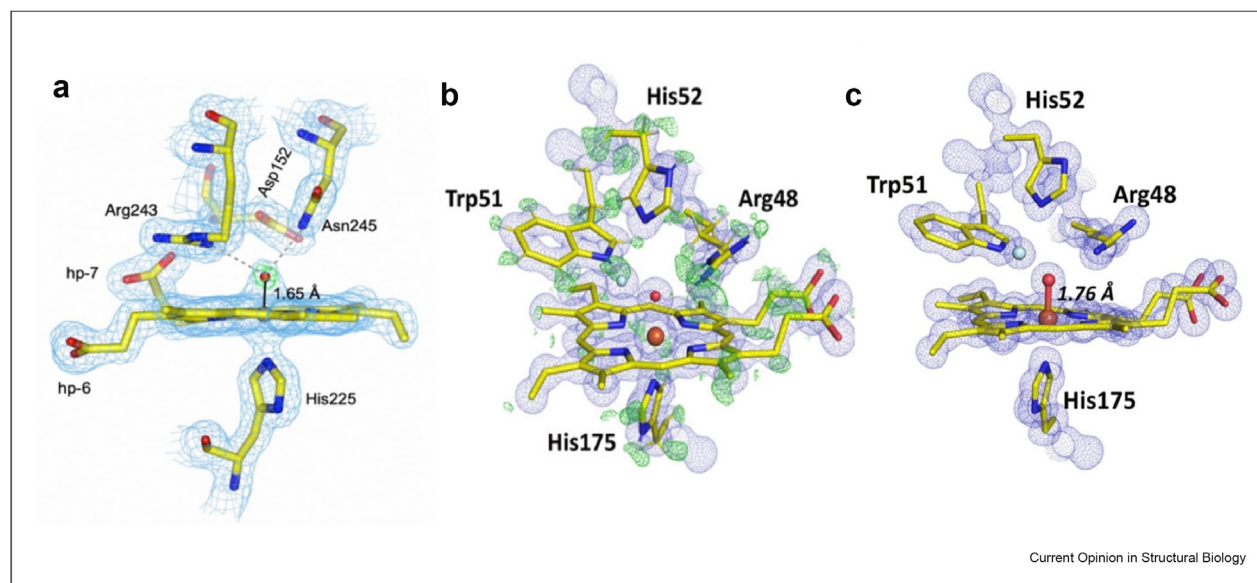 a
Asp152
Arg243
Asn245
hp-7
1.65 Å
hp-6
His225
b
His52
Trp51
Arg48
His175
c
His52
Trp51
Arg48
1.76 Å
His175
Current Opinion in Structural Biology